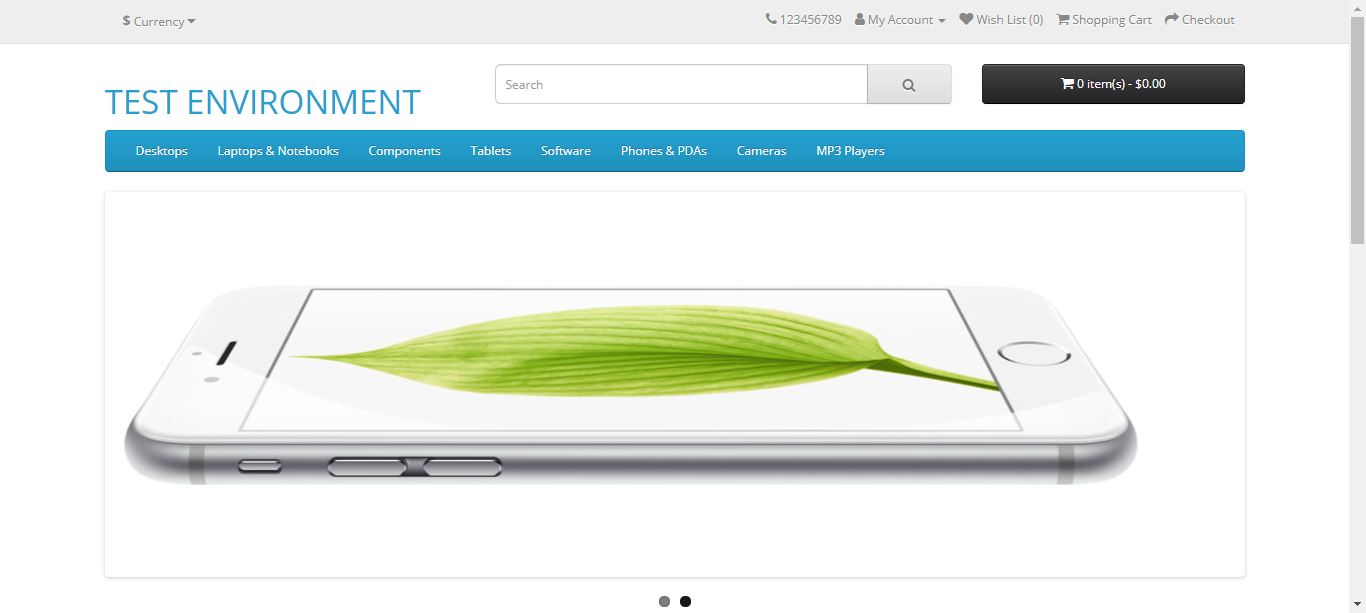 $ Currency
123456789 My Account Wish List (0) Shopping Cart Checkout
TEST ENVIRONMENT
Search
0 item(s) - $0.00
Desktops Laptops & Notebooks Components Tablets Software Phones & PDAs Cameras MP3 Players